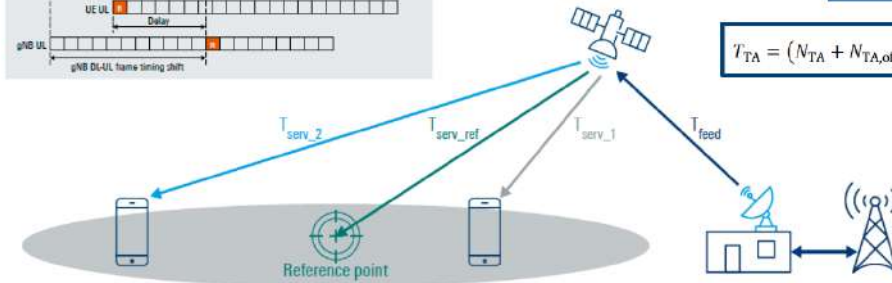 UE UL
n
Delay
gNB UL
n
gNB DL-UL frame timing shift
T_TA = (N_TA + N_TA,of
T_serv_2
T_serv_ref
T_serv_1
T_feed
Reference point